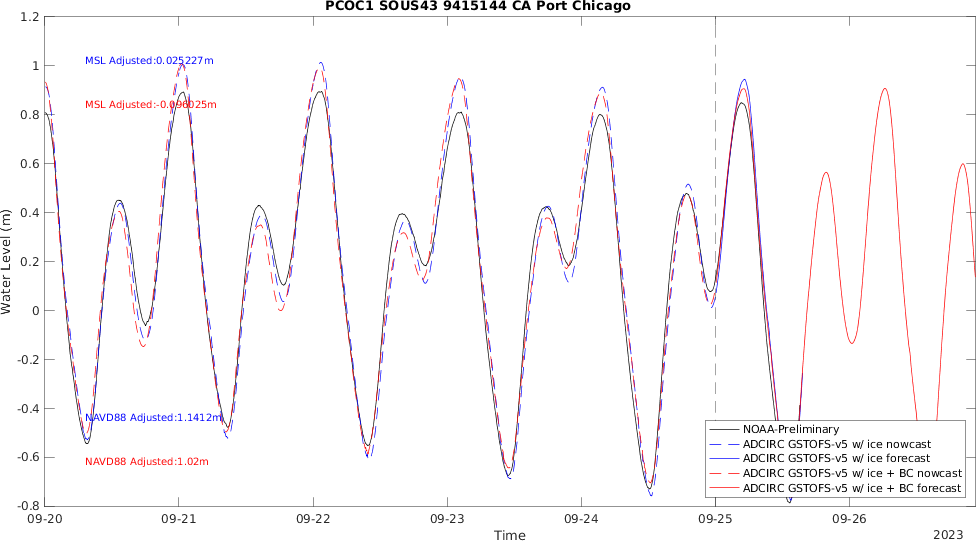 PCOC1 SOUS43 9415144 CA Port Chicago
1.2
1
0.8
0.6
0.4
0.2
0
-0.2
-0.4
-0.6
-0.8
Water Level (m)
MSL Adjusted:0.025227m
MSL Adjusted:-0.096025m
NAVD88 Adjusted:1.1412m
NAVD88 Adjusted:1.02m
NOAA-Preliminary
ADCIRC GSTOFS-v5 w/ ice nowcast
ADCIRC GSTOFS-v5 w/ ice forecast
ADCIRC GSTOFS-v5 w/ ice + BC nowcast
ADCIRC GSTOFS-v5 w/ ice + BC forecast
09-20 09-21 09-22 09-23 09-24 09-25 09-26
Time
2023